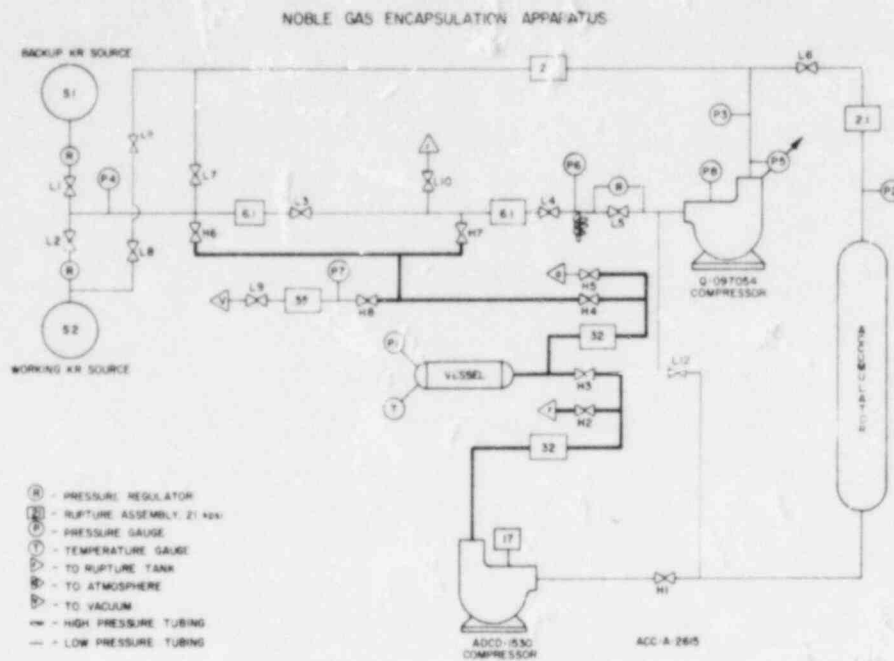 NOBLE GAS ENCAPSULATION APPARATUS
BACKUP KR SOURCE
S1
R
L1
P4
L2
R
S2
WORKING KR SOURCE
L8
L7
H6
6.1
L3
L10
H7
6.1
L4
P6
R
L5
2
P3
L6
2.1
P8
P5
Q-097054
COMPRESSOR
ACCUMULATOR
V
L9
P7
H8
H5
H4
32
P1
T
VESSEL
H3
H2
L12
32
17
H1
ADCD-1530
COMPRESSOR
ACC-A-2615
R - PRESSURE REGULATOR
21 - RUPTURE ASSEMBLY, 21 kpsi
P - PRESSURE GAUGE
T - TEMPERATURE GAUGE
- TO RUPTURE TANK
- TO ATMOSPHERE
- TO VACUUM
- HIGH PRESSURE TUBING
- LOW PRESSURE TUBING